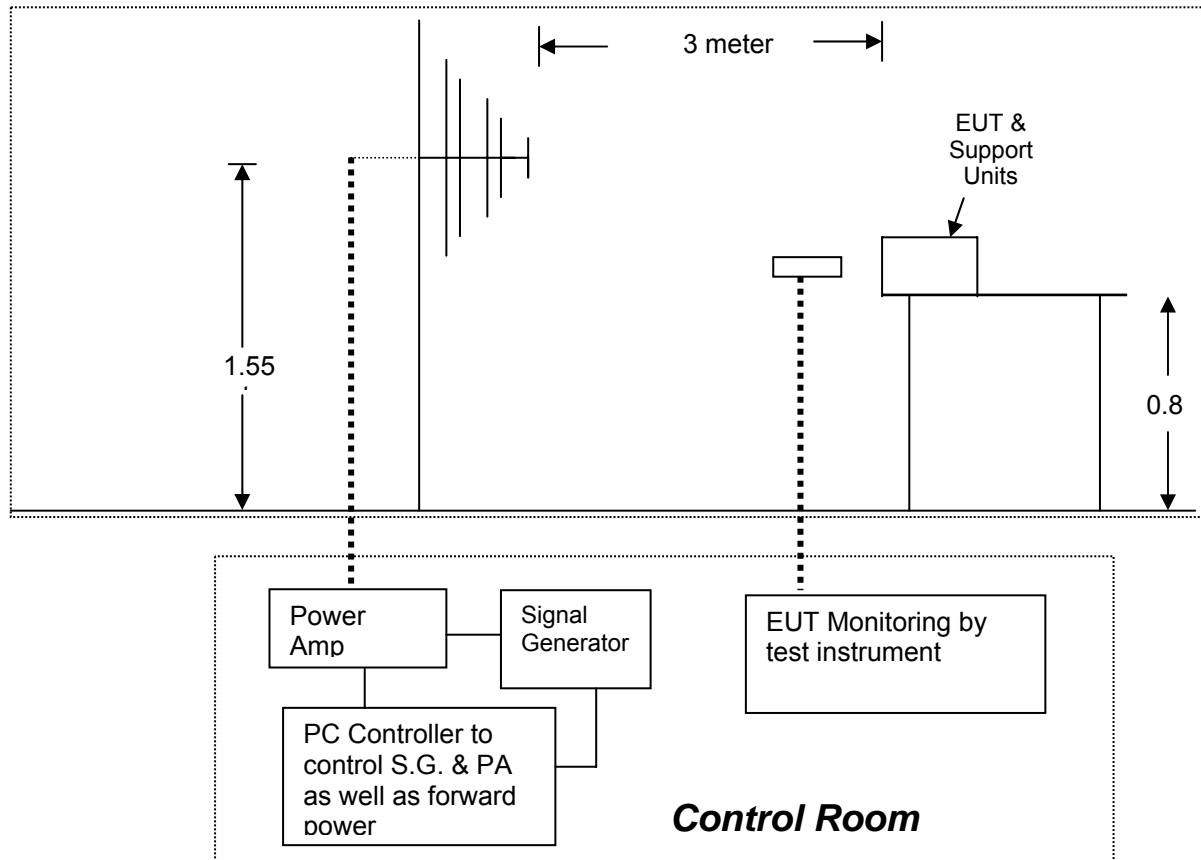 3 meter
EUT &
Support
Units
1.55
0.8
Power
Amp
Signal
Generator
EUT Monitoring by
test instrument
PC Controller to
control S.G. & PA
as well as forward
power
Control Room